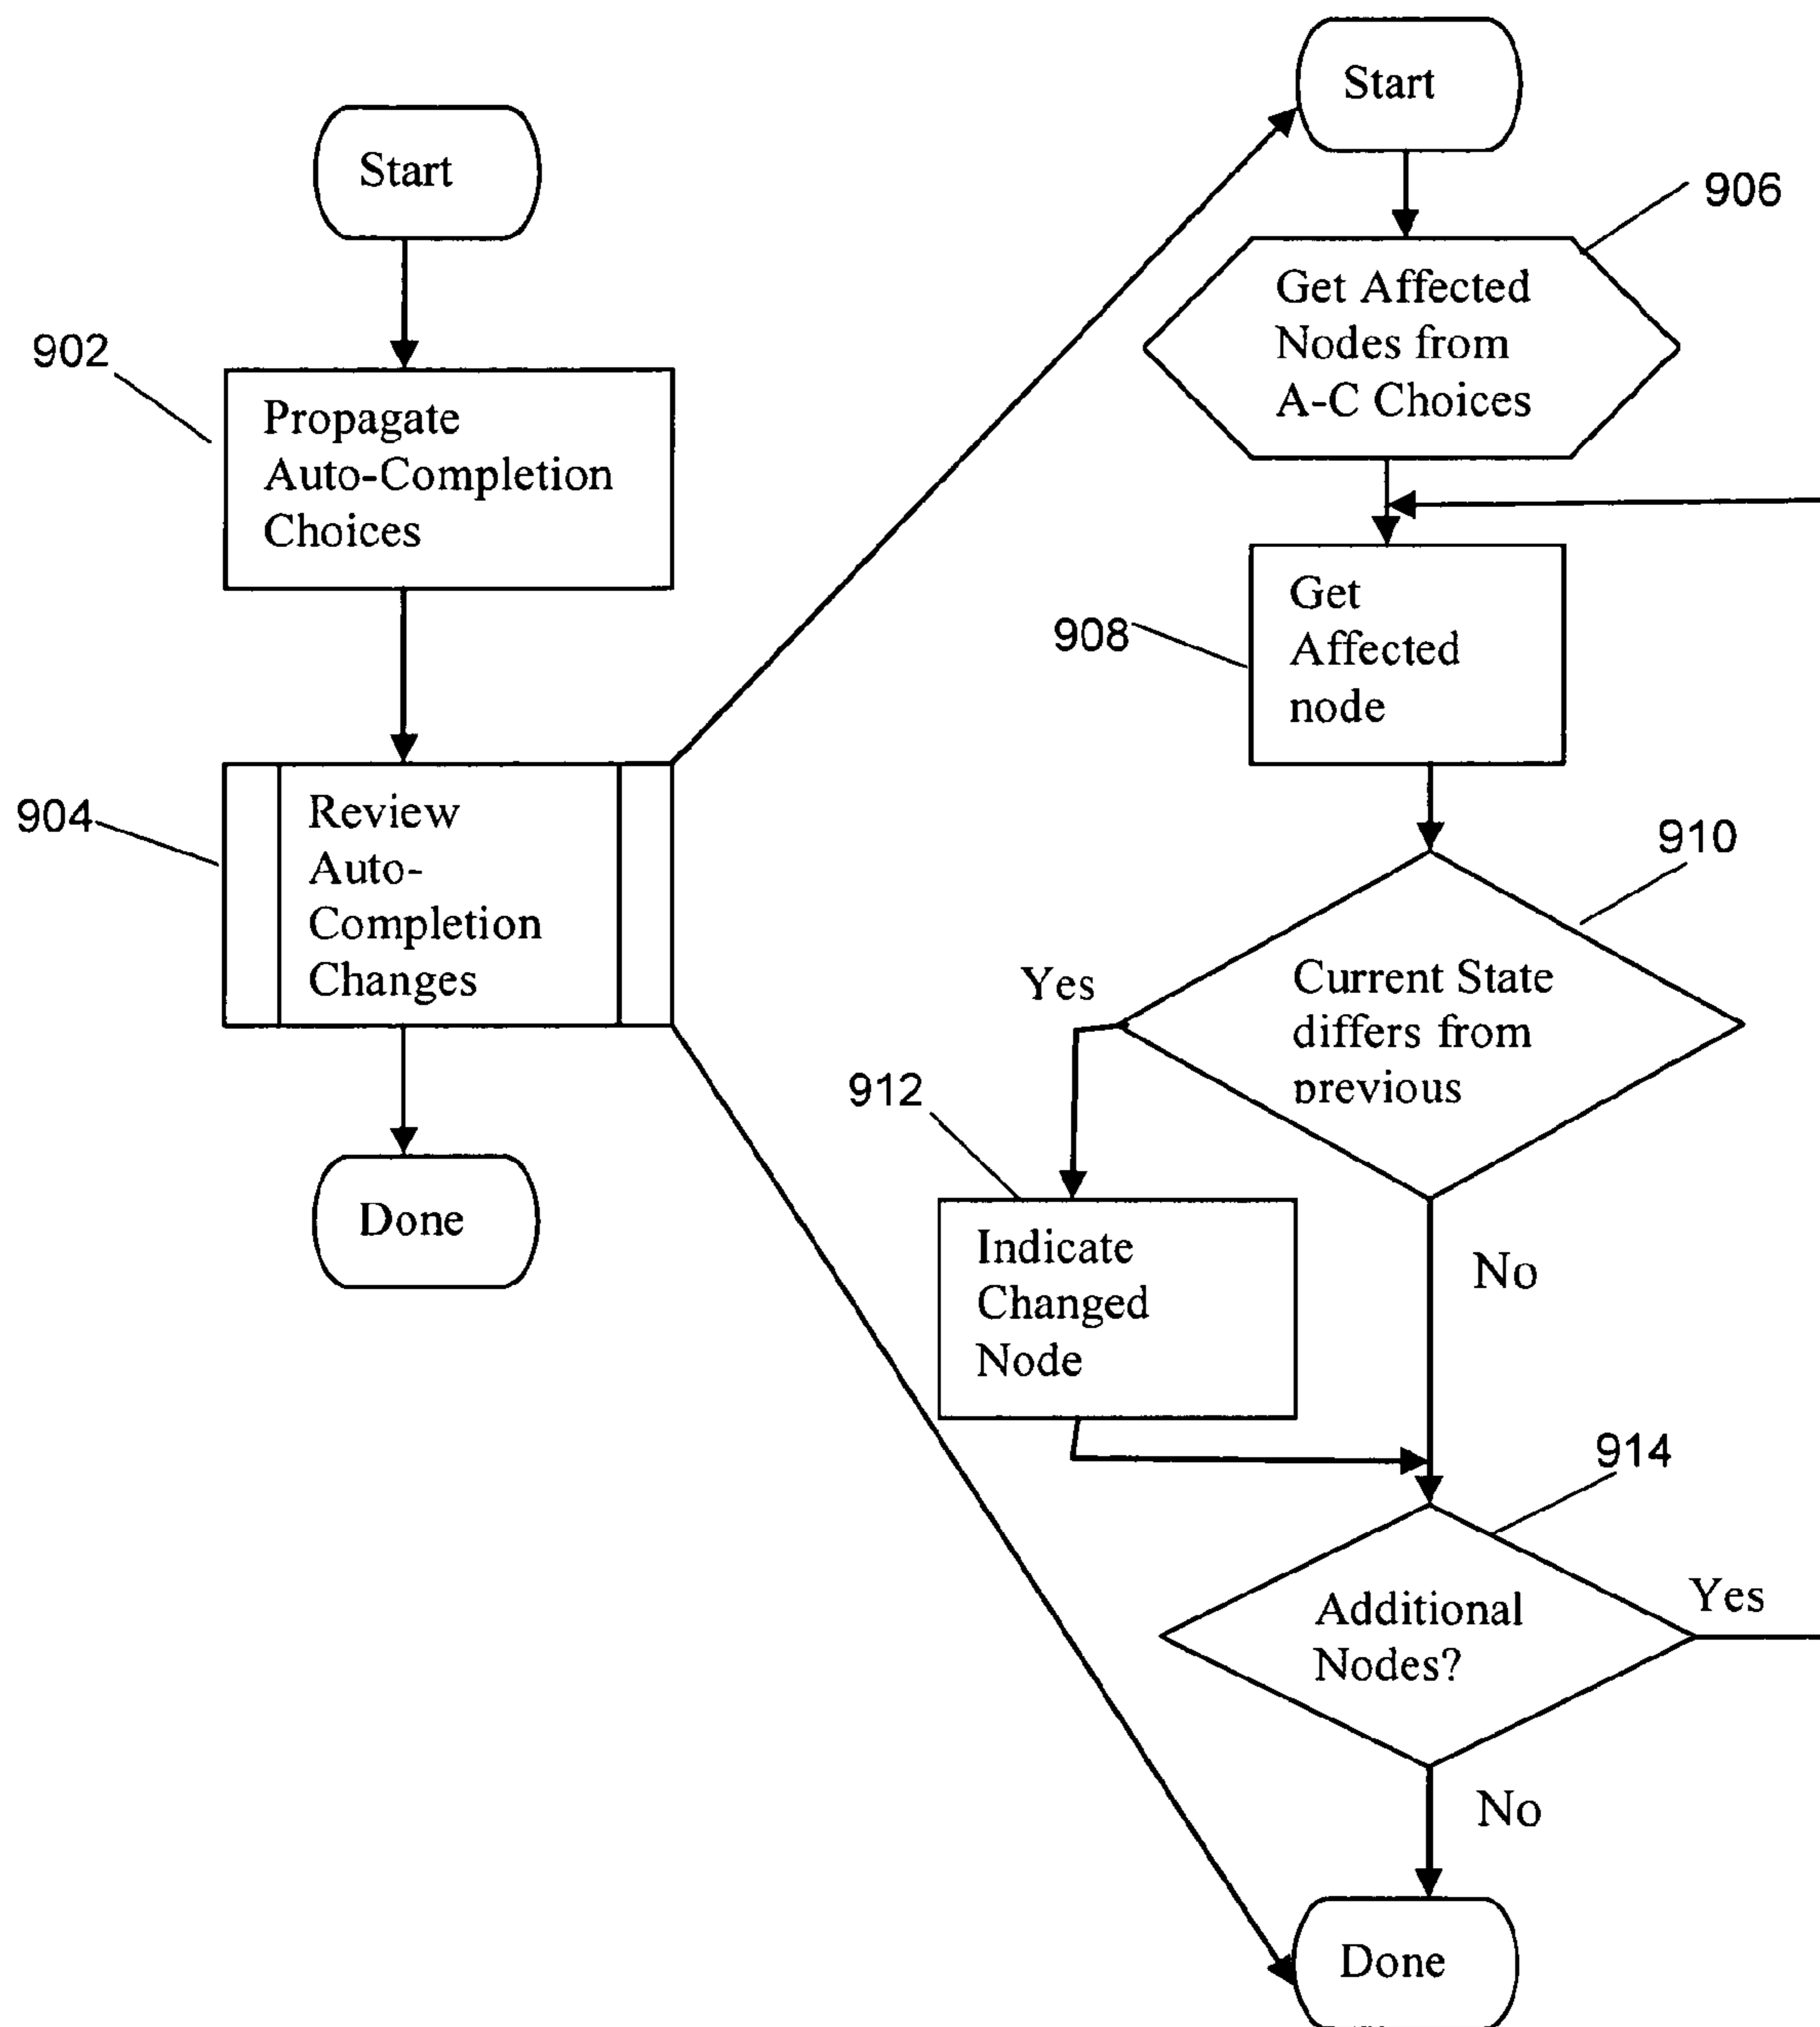 Start
902
Propagate
Auto-Completion
Choices
904
Review
Auto-
Completion
Changes
Done
Start
906
Get Affected
Nodes from
A-C Choices
908
Get
Affected
node
910
Current State
differs from
previous
Yes
No
912
Indicate
Changed
Node
914
Additional
Nodes?
Yes
No
Done